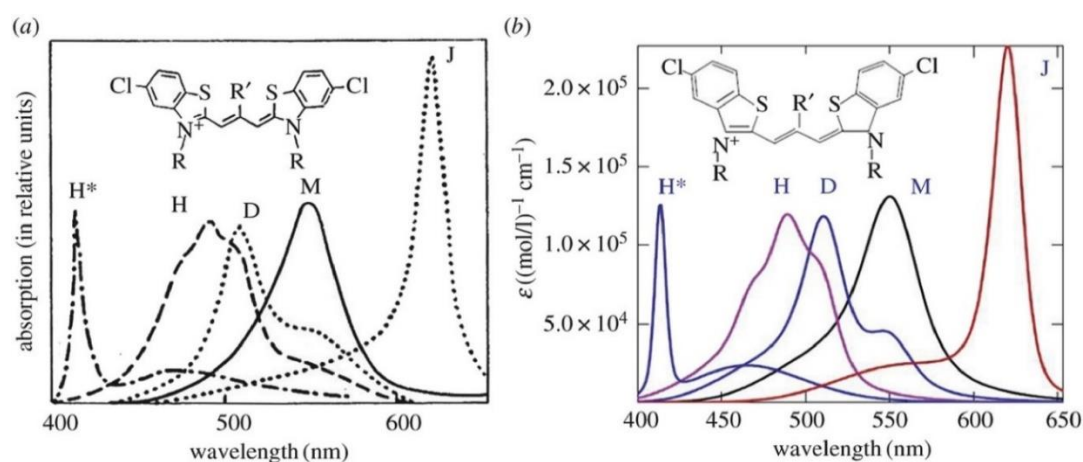 (a)
absorption (in relative units)
Cl
S
R′
S
Cl
N+
R
N
R
H*
H
D
M
J
400
500
600
wavelength (nm)
(b)
ε ((mol/l)−1 cm−1)
2.0 × 10⁵
1.5 × 10⁵
1.0 × 10⁵
5.0 × 10⁴
Cl
S
R′
S
Cl
N+
R
N
R
H*
H
D
M
J
400
450
500
550
600
650
wavelength (nm)